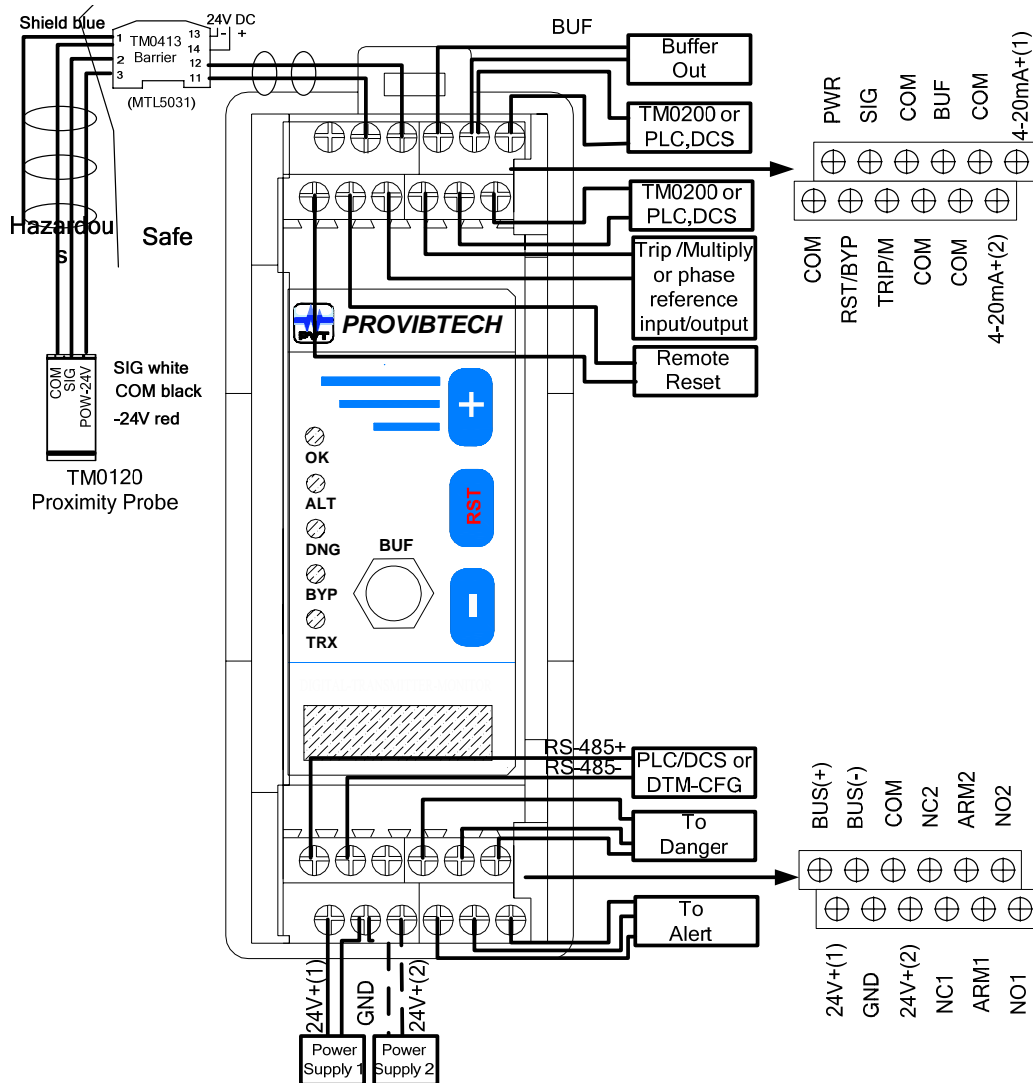 Shield blue
1
2
3
TM0413
Barrier
13
14
12
11
24V DC
- +
(MTL5031)
BUF
Buffer
Out
TM0200 or
PLC,DCS
TM0200 or
PLC,DCS
Trip /Multiply
or phase
reference
input/output
Remote
Reset
PWR
SIG
COM
BUF
COM
4-20mA+(1)
COM
RST/BYP
TRIP/M
COM
COM
4-20mA+(2)
Hazardou
s
Safe
PVT
PROVIBTECH
COM
SIG
POW-24V
SIG white
COM black
-24V red
TM0120
Proximity Probe
+
RST
-
OK
ALT
DNG
BYP
TRX
BUF
RS-485+
RS-485-
PLC/DCS or
DTM-CFG
To
Danger
To
Alert
BUS(+)
BUS(-)
COM
NC2
ARM2
NO2
24V+(1)
GND
24V+(2)
NC1
ARM1
NO1
24V+(1)
GND
24V+(2)
Power
Supply 1
Power
Supply 2